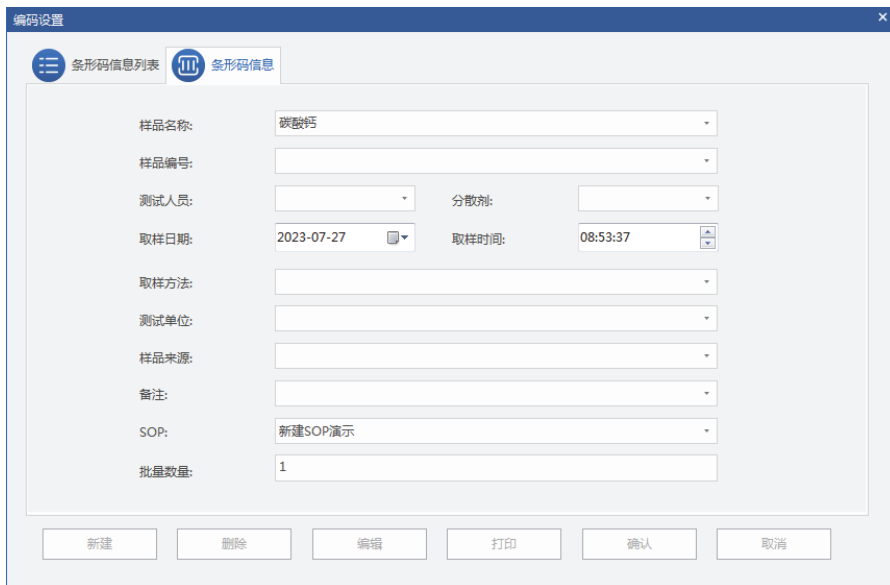 编码设置
条形码信息列表 条形码信息
样品名称: 碳酸钙
样品编号:
测试人员: 分散剂:
取样日期: 2023-07-27 取样时间: 08:53:37
取样方法:
测试单位:
样品来源:
备注:
SOP: 新建SOP演示
批量数量: 1
新建 删除 编辑 打印 确认 取消